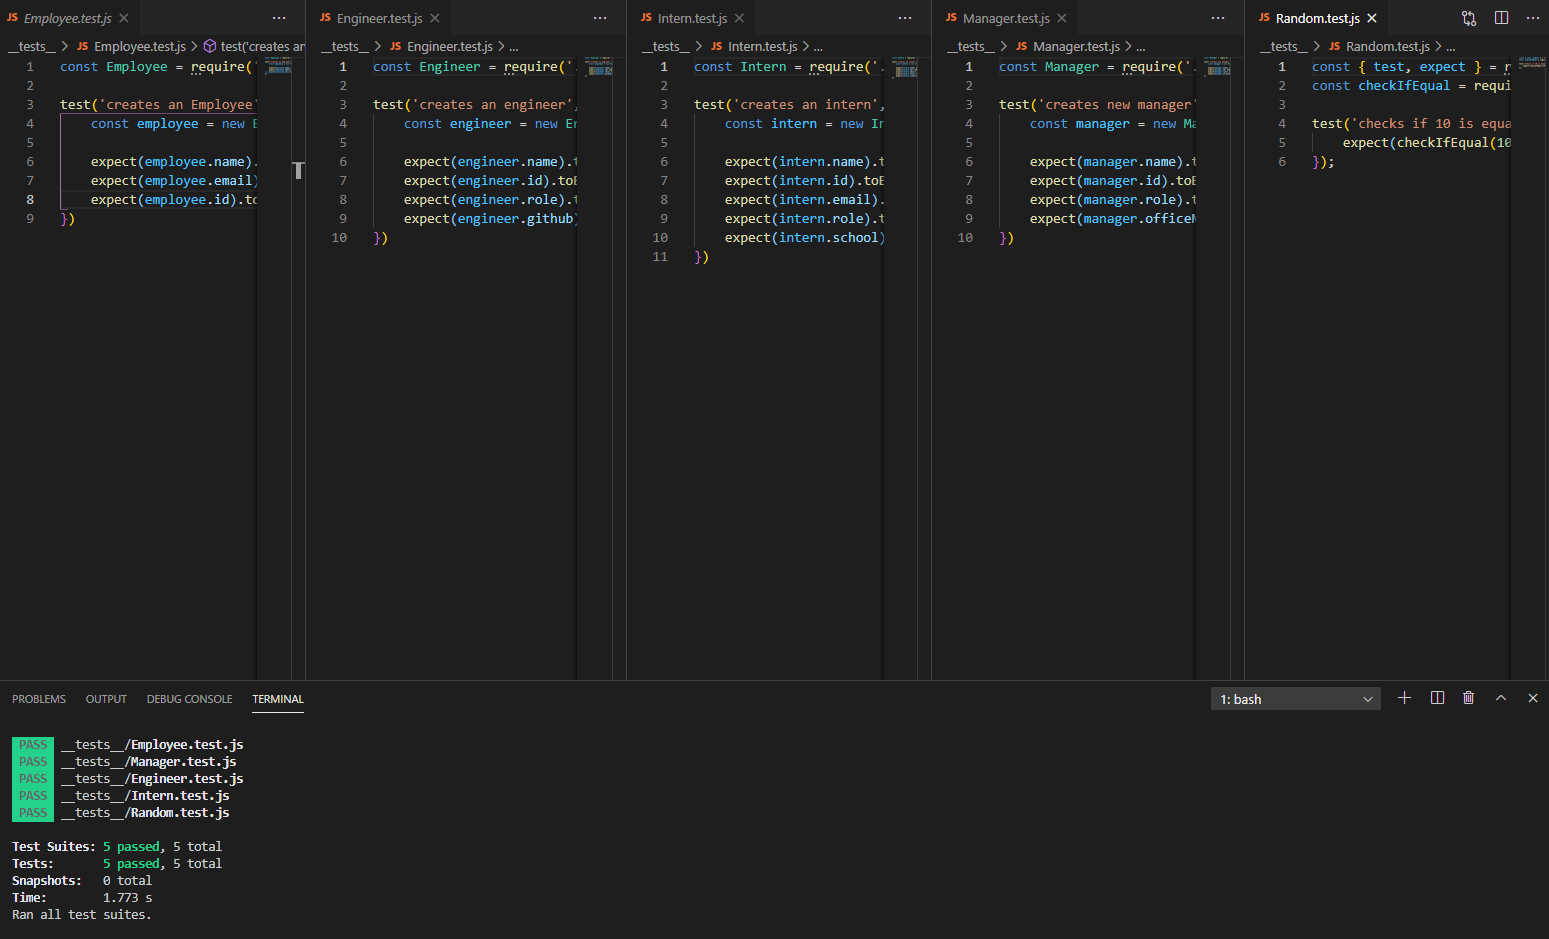 JS Employee.test.js
__tests__ > JS Employee.test.js > test('creates an
1 const Employee = require('
2
3 test('creates an Employee'
4 const employee = new E
5
6 expect(employee.name).
7 expect(employee.email)
8 expect(employee.id).to
9 })
JS Engineer.test.js
__tests__ > JS Engineer.test.js > ...
1 const Engineer = require('.
2
3 test('creates an engineer',
4 const engineer = new En
5
6 expect(engineer.name).t
7 expect(engineer.id).toB
8 expect(engineer.role).t
9 expect(engineer.github)
10 })
JS Intern.test.js
__tests__ > JS Intern.test.js > ...
1 const Intern = require('.
2
3 test('creates an intern',
4 const intern = new In
5
6 expect(intern.name).t
7 expect(intern.id).toB
8 expect(intern.email).
9 expect(intern.role).t
10 expect(intern.school)
11 })
JS Manager.test.js
__tests__ > JS Manager.test.js > ...
1 const Manager = require('.
2
3 test('creates new manager'
4 const manager = new Ma
5
6 expect(manager.name).t
7 expect(manager.id).toB
8 expect(manager.role).t
9 expect(manager.officeN
10 })
JS Random.test.js
__tests__ > JS Random.test.js > ...
1 const { test, expect } = r
2 const checkIfEqual = requi
3
4 test('checks if 10 is equa
5 expect(checkIfEqual(10
6 });
PROBLEMS OUTPUT DEBUG CONSOLE TERMINAL 1: bash
PASS __tests__/Employee.test.js
PASS __tests__/Manager.test.js
PASS __tests__/Engineer.test.js
PASS __tests__/Intern.test.js
PASS __tests__/Random.test.js
Test Suites: 5 passed, 5 total
Tests: 5 passed, 5 total
Snapshots: 0 total
Time: 1.773 s
Ran all test suites.